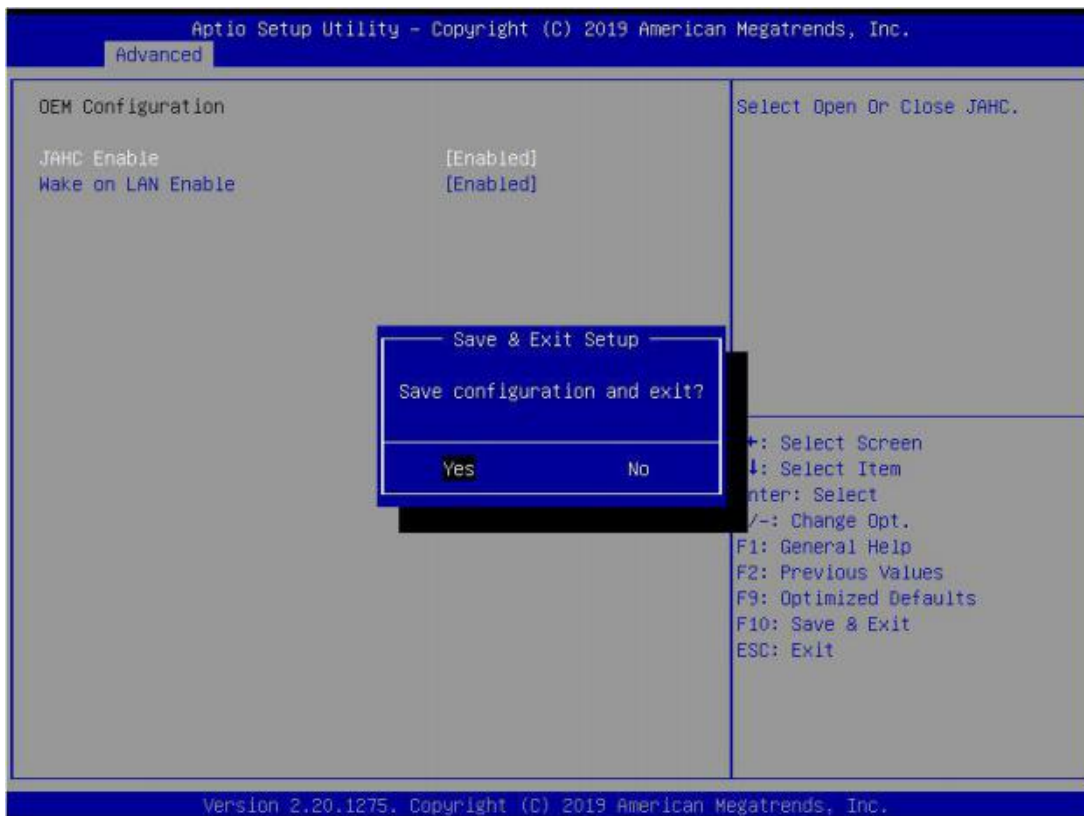 Aptio Setup Utility – Copyright (C) 2019 American Megatrends, Inc.
Advanced
OEM Configuration
JAHC Enable [Enabled]
Wake on LAN Enable [Enabled]
Select Open Or Close JAHC.
Save & Exit Setup
Save configuration and exit?
Yes No
: Select Screen
↓: Select Item
nter: Select
/-: Change Opt.
F1: General Help
F2: Previous Values
F9: Optimized Defaults
F10: Save & Exit
ESC: Exit
Version 2.20.1275. Copyright (C) 2019 American Megatrends, Inc.